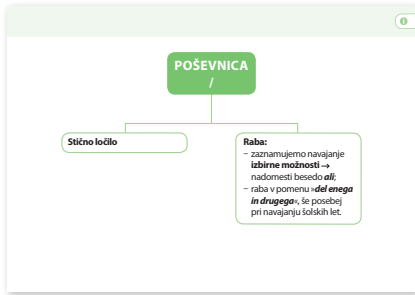 POŠEVNICA
/
Stično ločilo
Raba:
– zaznamujemo navajanje
izbirne možnosti →
nadomesti besedo ali;
– raba v pomenu »del enega
in drugega«, še posebej
pri navajanju šolskih let.